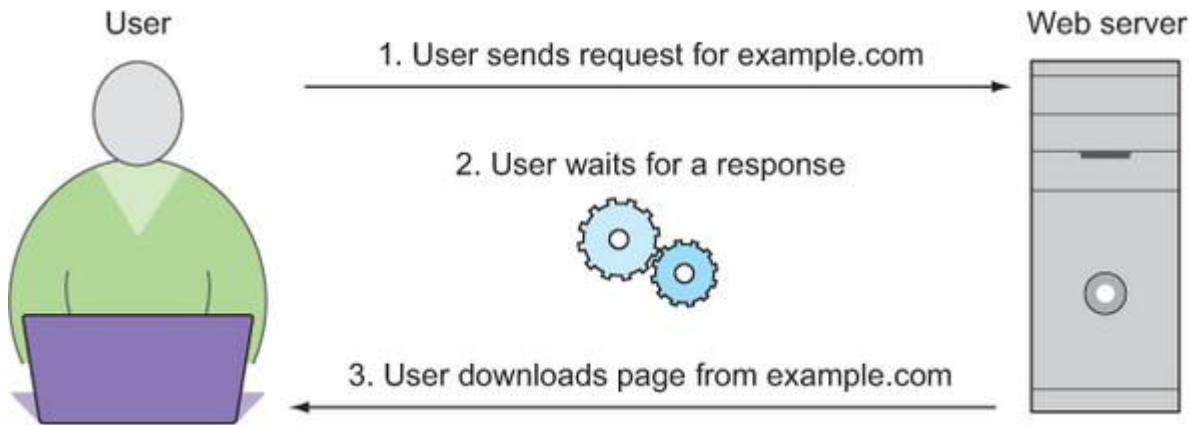 User
Web server
1. User sends request for example.com
2. User waits for a response
3. User downloads page from example.com